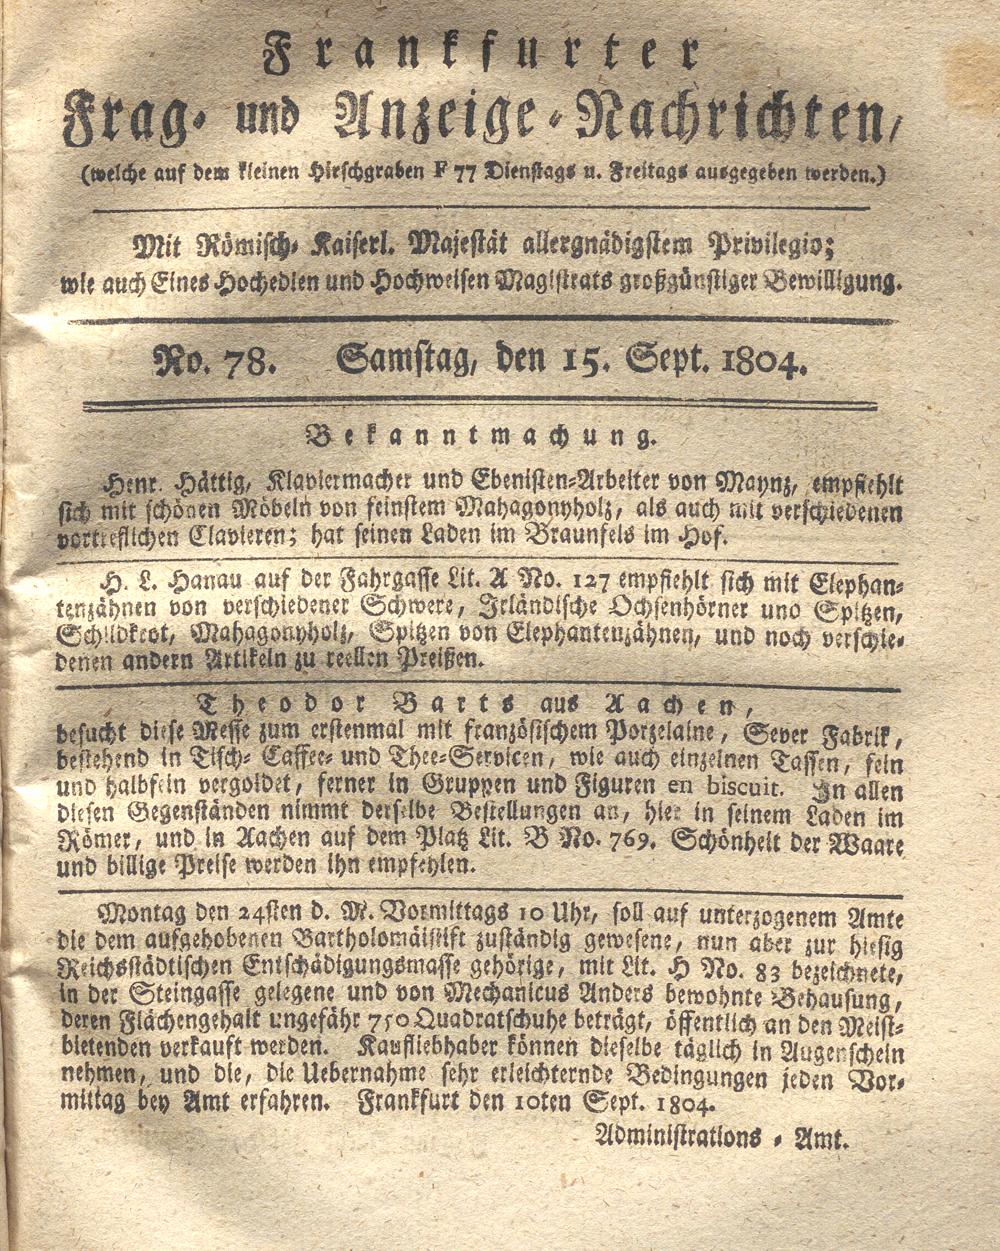 Frankfurter
Frag- und Anzeige-Nachrichten,
(welche auf dem kleinen Hirschgraben F 77 Dienstags u. Freitags ausgegeben werden.)
Mit Römisch- Kaiserl. Majestät allergnädigstem Privilegio;
wie auch Eines Hochedlen und Hochweisen Magistrats großgünstiger Bewilligung.
No. 78. Samstag, den 15. Sept. 1804.
Bekanntmachung.
Henr. Hättig, Klaviermacher und Ebenisten-Arbeiter von Maynz, empfiehlt
sich mit schönen Möbeln von feinstem Mahagonyholz, als auch mit verschiedenen
vortreflichen Clavieren; hat seinen Laden im Braunfels im Hof.
H. L. Hanau auf der Fahrgasse Lit. A No. 127 empfiehlt sich mit Elephan-
tenzähnen von verschiedener Schwere, Irländische Ochsenhörner und Spitzen,
Schildkrot, Mahagonyholz, Spitzen von Elephantenzähnen, und noch verschie-
denen andern Artikeln zu reellen Preißen.
Theodor Barts aus Aachen,
besucht diese Messe zum erstenmal mit französischem Porzelaine, Sever Fabrik,
bestehend in Tisch- Caffee- und Thee-Servicen, wie auch einzelnen Tassen, fein
und halbfein vergoldet, ferner in Gruppen und Figuren en biscuit. In allen
diesen Gegenständen nimmt derselbe Bestellungen an, hier in seinem Laden im
Römer, und in Aachen auf dem Platz Lit. B No. 769. Schönheit der Waare
und billige Preise werden ihn empfehlen.
Montag den 24sten d. M. Vormittags 10 Uhr, soll auf unterzogenem Amte
die dem aufgehobenen Bartholomäistift zuständig gewesene, nun aber zur hiesig
Reichsstädtischen Entschädigungsmasse gehörige, mit Lit. H No. 83 bezeichnete,
in der Steingasse gelegene und von Mechanicus Anders bewohnte Behausung,
deren Flächengehalt ungefähr 750 Quadratschuhe beträgt, öffentlich an den Meist-
bietenden verkauft werden. Kaufliebhaber können dieselbe täglich in Augenschein
nehmen, und die, die Uebernahme sehr erleichternde Bedingungen jeden Vor-
mittag bey Amt erfahren. Frankfurt den 10ten Sept. 1804.
Administrations-Amt.